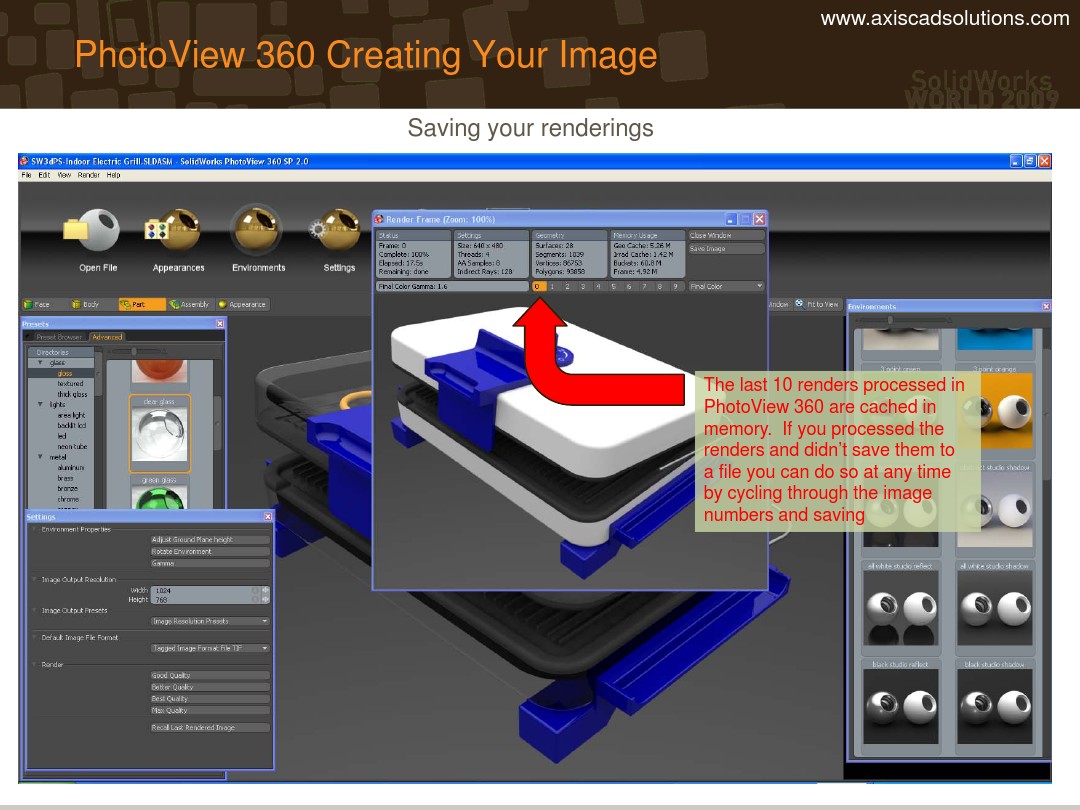 www.axiscadsolutions.com
PhotoView 360 Creating Your Image
SolidWorks
WORLD 2009
Saving your renderings
SW3dPS-Indoor Electric Grill.SLDASM - SolidWorks PhotoView 360 SP 2.0
File Edit View Render Help
Open File
Appearances
Environments
Settings
Face
Body
Part
Assembly
Appearance
Fit to View
Render Frame (Zoom: 100%)
Status
Frame: 0
Complete: 100%
Elapsed: 17.5s
Remaining: done
Settings
Size: 640 x 480
Threads: 4
AA Samples: 8
Indirect Rays: 128
Geometry
Surfaces: 28
Segments: 1039
Vertices: 86753
Polygons: 95058
Memory Usage
Geo Cache: 5.26 M
Irrad Cache: 1.42 M
Buckets: 60.8 M
Frame: 4.92 M
Close Window
Save Image
Final Color Gamma: 1.6
0 1 2 3 4 5 6 7 8 9
Final Color
Presets
Preset Browser
Advanced
Directories
glass
gloss
textured
thick gloss
lights
area light
backlit lcd
led
neon tube
metal
aluminum
brass
bronze
chrome
clear glass
green glass
Settings
Environment Properties
Adjust Ground Plane height
Rotate Environment
Gamma
Image Output Resolution
Width 1024
Height 768
Image Output Presets
Image Resolution Presets
Default Image File Format
Tagged Image Format File TIF
Render
Good Quality
Better Quality
Best Quality
Max Quality
Recall Last Rendered Image
The last 10 renders processed in
PhotoView 360 are cached in
memory. If you processed the
renders and didn’t save them to
a file you can do so at any time
by cycling through the image
numbers and saving
Environments
3 point green
3 point orange
studio shadow
all white studio reflect
all white studio shadow
black studio reflect
black studio shadow